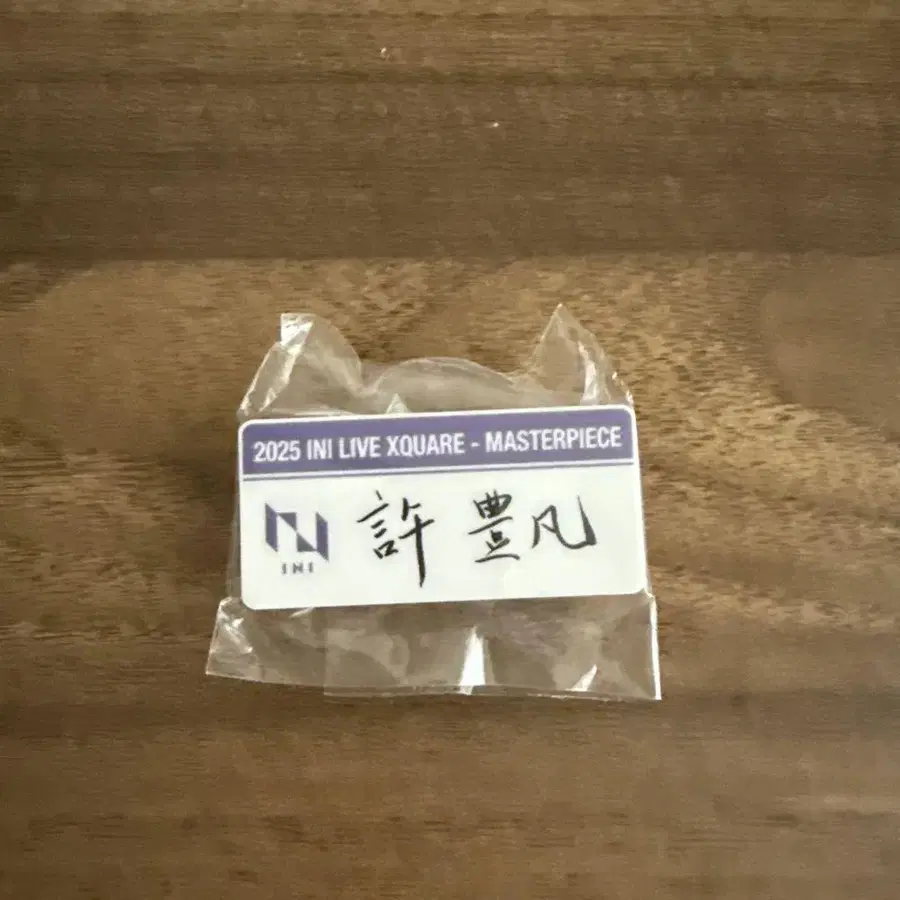 2025 INI LIVE XQUARE - MASTERPIECE
許 豊凡
INI